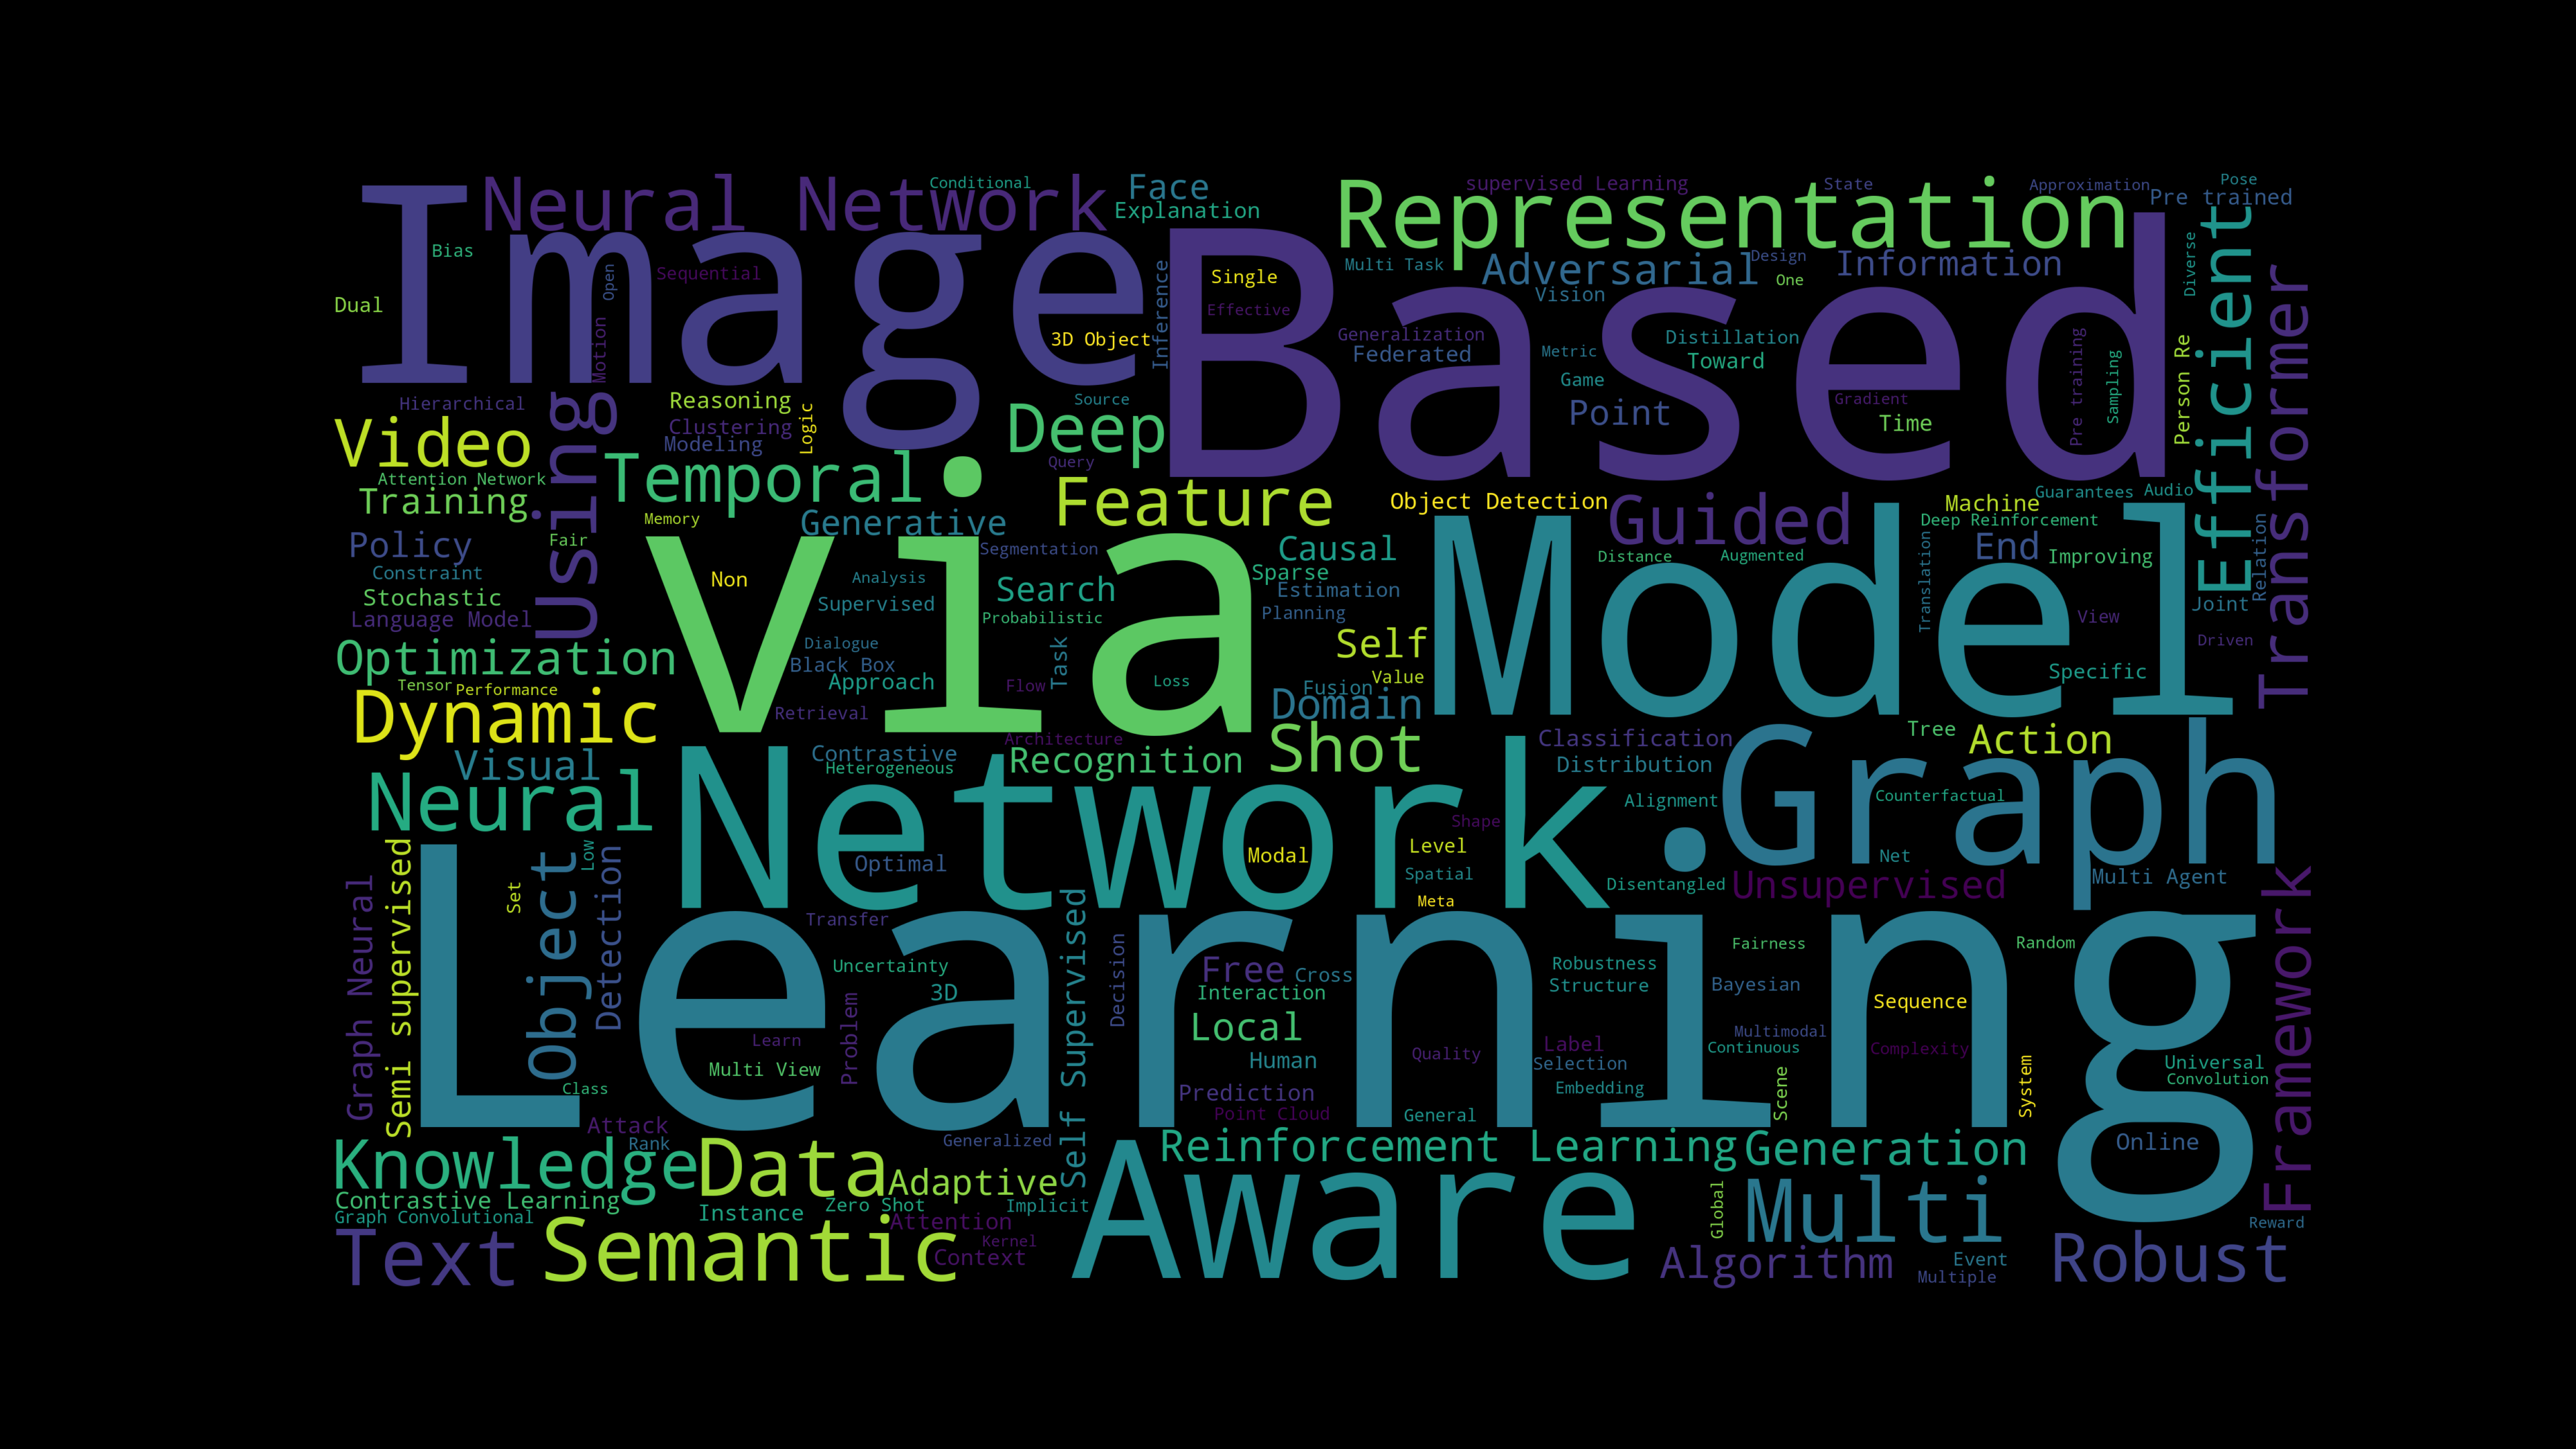 Neural Network
Conditional
Face
Explanation
Representation
supervised Learning
State
Approximation
Pose
Pre trained
Image
Bias
Open
Sequential
Dual
Motion
3D Object
Inference
Based
Single
Effective
Multi Task
Adversarial
Design
One
Information
Vision
Generalization
Federated
Metric
Distillation
Toward
Game
Point
Gradient
Time
Pre training
Sampling
Diverse
Person Re
Efficient
Transformer
Hierarchical
Using
Reasoning
Clustering
Modeling
Logic
Source
Deep
Query
Video
Attention Network
Training
Temporal
.
Feature
Object Detection
Guided
Machine
Guarantees
Audio
Deep Reinforcement
Memory
Generative
Policy
Fair
Constraint
Stochastic
Language Model
via
Non
Analysis
Supervised
Segmentation
Search
Probabilistic
Causal
Sparse
Estimation
Planning
Model
Distance
Augmented
Translation
End
Improving
View
Joint
Relation
Driven
Specific
Dialogue
Black Box
Approach
Retrieval
Flow
Task
Loss
Self
Value
Fusion
Domain
Optimization
Tensor
Performance
Dynamic
Architecture
Shot
Visual
Contrastive
Heterogeneous
Recognition
Classification
Distribution
Graph
Tree
Action
Neural
Network
.
Alignment
Counterfactual
Shape
Modal
Level
Optimal
Spatial
Meta
Disentangled
Unsupervised
Net
Multi Agent
Graph Neural
Semi supervised
Set
Object
Low
Detection
Learning
Transfer
Uncertainty
3D
Learn
Multi View
Problem
Class
Self Supervised
Decision
Free
Cross
Interaction
Local
Human
Prediction
Point Cloud
Quality
General
Robustness
Structure
Label
Selection
Embedding
Fairness
Bayesian
Multimodal
Continuous
Scene
Sequence
Complexity
Random
System
Universal
Convolution
Online
Framework
Attack
Rank
Generalized
Knowledge
Data
Adaptive
Contrastive Learning
Graph Convolutional
Instance
Zero Shot
Implicit
Attention
Kernel
Context
Text
Semantic
Aware
Reinforcement Learning
Generation
Global
Multi
Algorithm
Event
Multiple
Reward
Robust